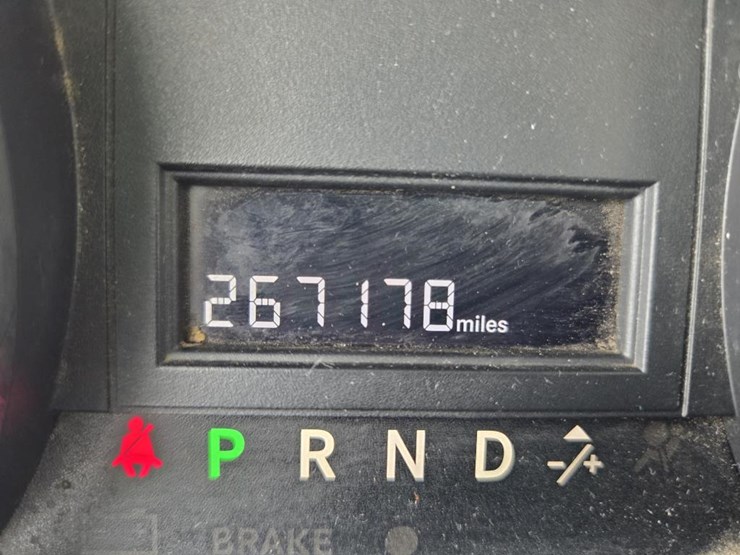 267178 miles
P R N D -/+
BRAKE